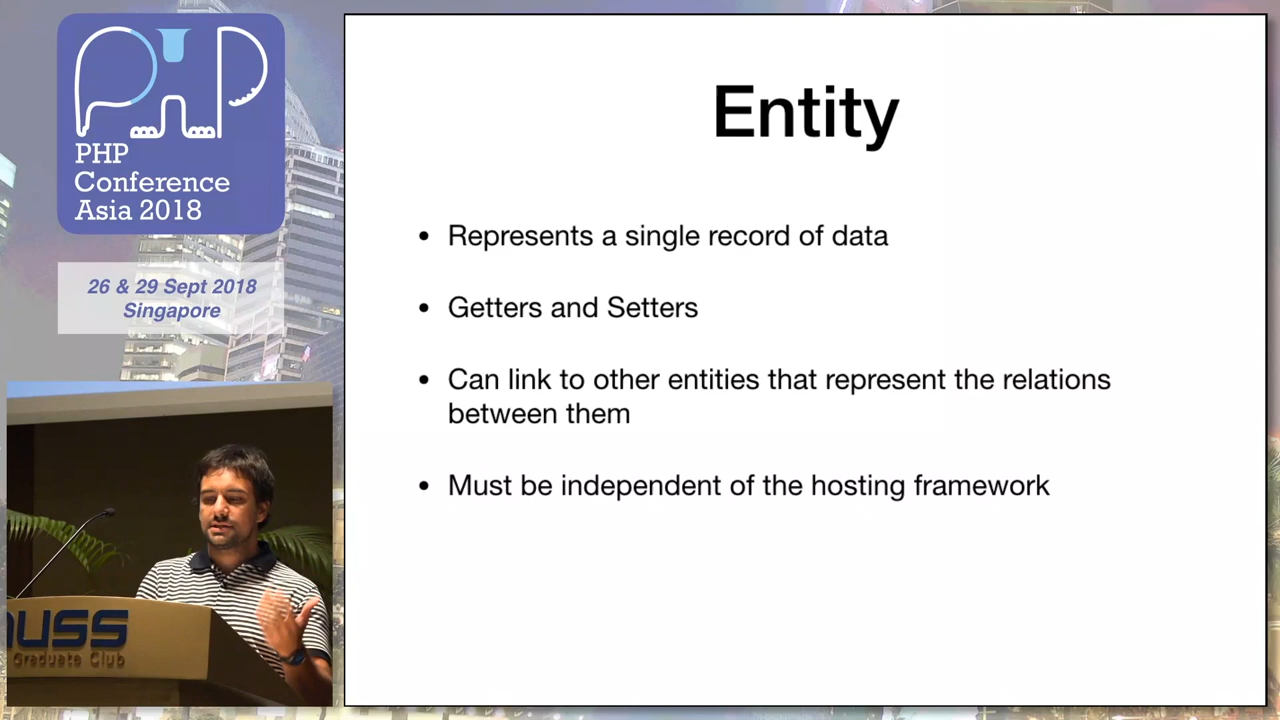 PHP
Conference
Asia 2018
26 & 29 Sept 2018
Singapore
Entity
• Represents a single record of data
• Getters and Setters
• Can link to other entities that represent the relations
between them
• Must be independent of the hosting framework
nuss
Graduate Club